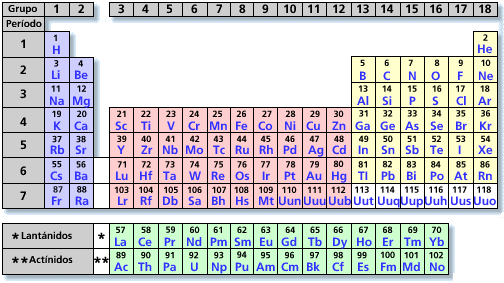 Grupo 1 2 3 4 5 6 7 8 9 10 11 12 13 14 15 16 17 18
Período
1 1 2
H He
2 3 4 5 6 7 8 9 10
Li Be B C N O F Ne
3 11 12 13 14 15 16 17 18
Na Mg Al Si P S Cl Ar
4 19 20 21 22 23 24 25 26 27 28 29 30 31 32 33 34 35 36
K Ca Sc Ti V Cr Mn Fe Co Ni Cu Zn Ga Ge As Se Br Kr
5 37 38 39 40 41 42 43 44 45 46 47 48 49 50 51 52 53 54
Rb Sr Y Zr Nb Mo Tc Ru Rh Pd Ag Cd In Sn Sb Te I Xe
6 55 56 71 72 73 74 75 76 77 78 79 80 81 82 83 84 85 86
Cs Ba Lu Hf Ta W Re Os Ir Pt Au Hg Tl Pb Bi Po At Rn
7 87 88 103 104 105 106 107 108 109 110 111 112 113 114 115 116 117 118
Fr Ra Lr Rf Db Sa Bh Hs Mt Uun Uuu Uub Uut Uuq Uup Uuh Uus Uuo
*Lantánidos * 57 58 59 60 61 62 63 64 65 66 67 68 69 70
La Ce Pr Nd Pm Sm Eu Gd Tb Dy Ho Er Tm Yb
**Actínidos ** 89 90 91 92 93 94 95 96 97 98 99 100 101 102
Ac Th Pa U Np Pu Am Cm Bk Cf Es Fm Md No